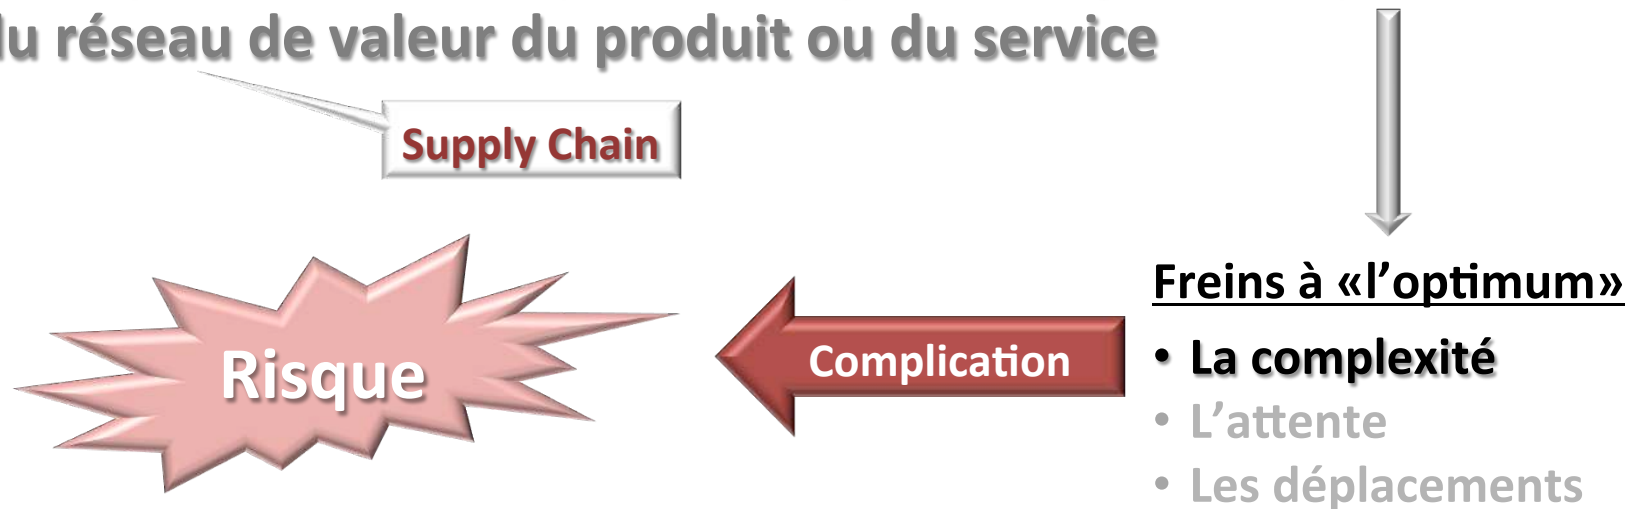 du réseau de valeur du produit ou du service
Supply Chain
Freins à «l’optimum»
Risque
Complication
• La complexité
• L’attente
• Les déplacements